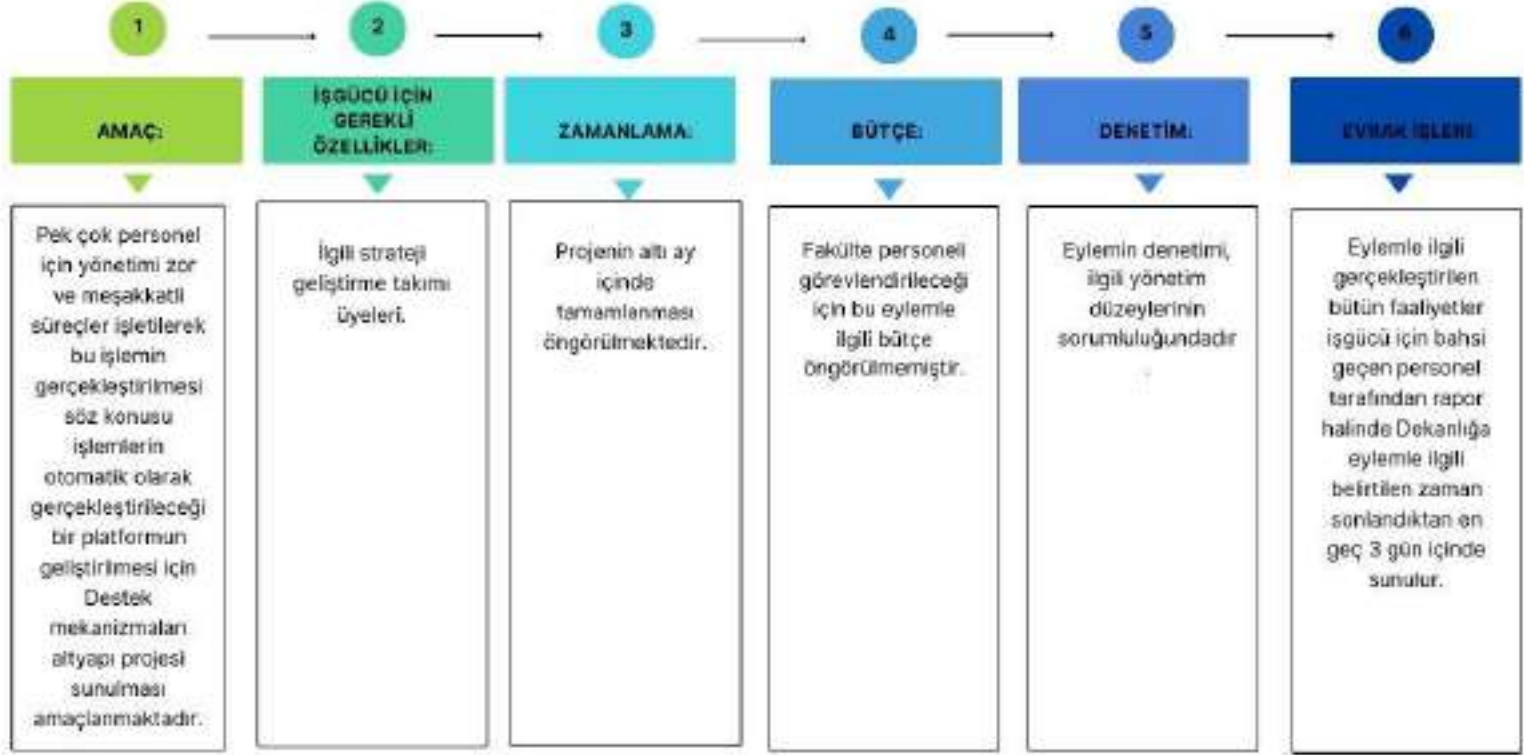 1
2
3
4
5
6
AMAÇ:
İŞGÜCÜ İÇİN
GEREKLİ
ÖZELLİKLER:
ZAMANLAMA:
BÜTÇE:
DENETİM:
EVRAK İŞLERİ:
Pek çok personel
için yönetimi zor
ve meşakkatli
süreçler işletilerek
bu işlemin
gerçekleştirilmesi
söz konusu
işlemlerin
otomatik olarak
gerçekleştirileceği
bir platformun
geliştirilmesi için
Destek
mekanizmaları
altyapı projesi
sunulması
amaçlanmaktadır.
İlgili strateji
geliştirme takımı
üyeleri.
Projenin altı ay
içinde
tamamlanması
öngörülmektedir.
Fakülte personeli
görevlendirileceği
için bu eylemle
ilgili bütçe
öngörülmemiştir.
Eylemin denetimi,
ilgili yönetim
düzeylerinin
sorumluluğundadır
.
Eylemle ilgili
gerçekleştirilen
bütün faaliyetler
işgücü için bahsi
geçen personel
tarafından rapor
halinde Dekanlığa
eylemle ilgili
belirtilen zaman
sonlandıktan en
geç 3 gün içinde
sunulur.